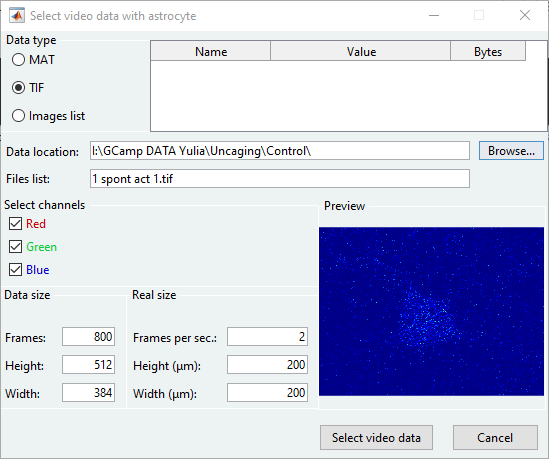 Select video data with astrocyte
Data type
MAT
TIF
Images list
Name Value Bytes
Data location: I:\GCamp DATA Yulia\Uncaging\Control\ Browse...
Files list: 1 spont act 1.tif
Select channels
Red
Green
Blue
Preview
Data size Real size
Frames: 800 Frames per sec.: 2
Height: 512 Height (µm): 200
Width: 384 Width (µm): 200
Select video data Cancel